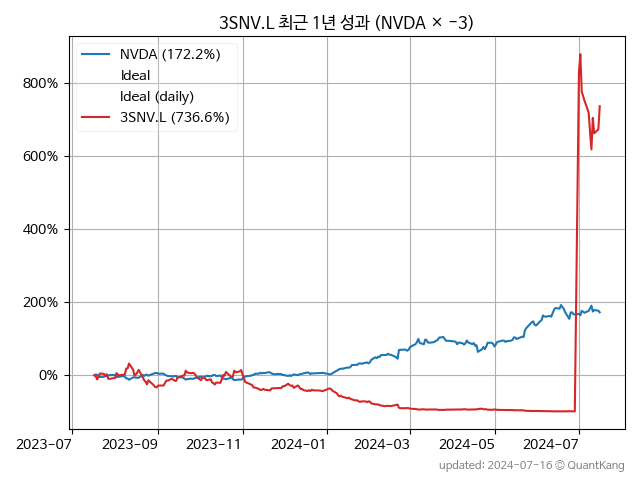 3SNV.L 최근 1년 성과 (NVDA × −3)
NVDA (172.2%)
Ideal
Ideal (daily)
3SNV.L (736.6%)
800%
600%
400%
200%
0%
2023−07
2023−09
2023−11
2024−01
2024−03
2024−05
2024−07
updated: 2024-07-16 © QuantKang